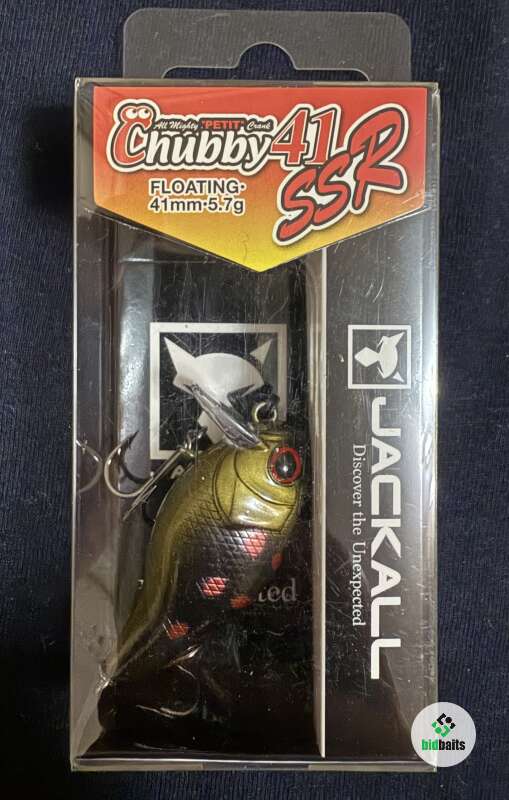 All Mighty "PETIT" Crank
Chubby 41
SSR
FLOATING・
41mm・5.7g
JACKALL
Discover the Unexpected
bidbaits